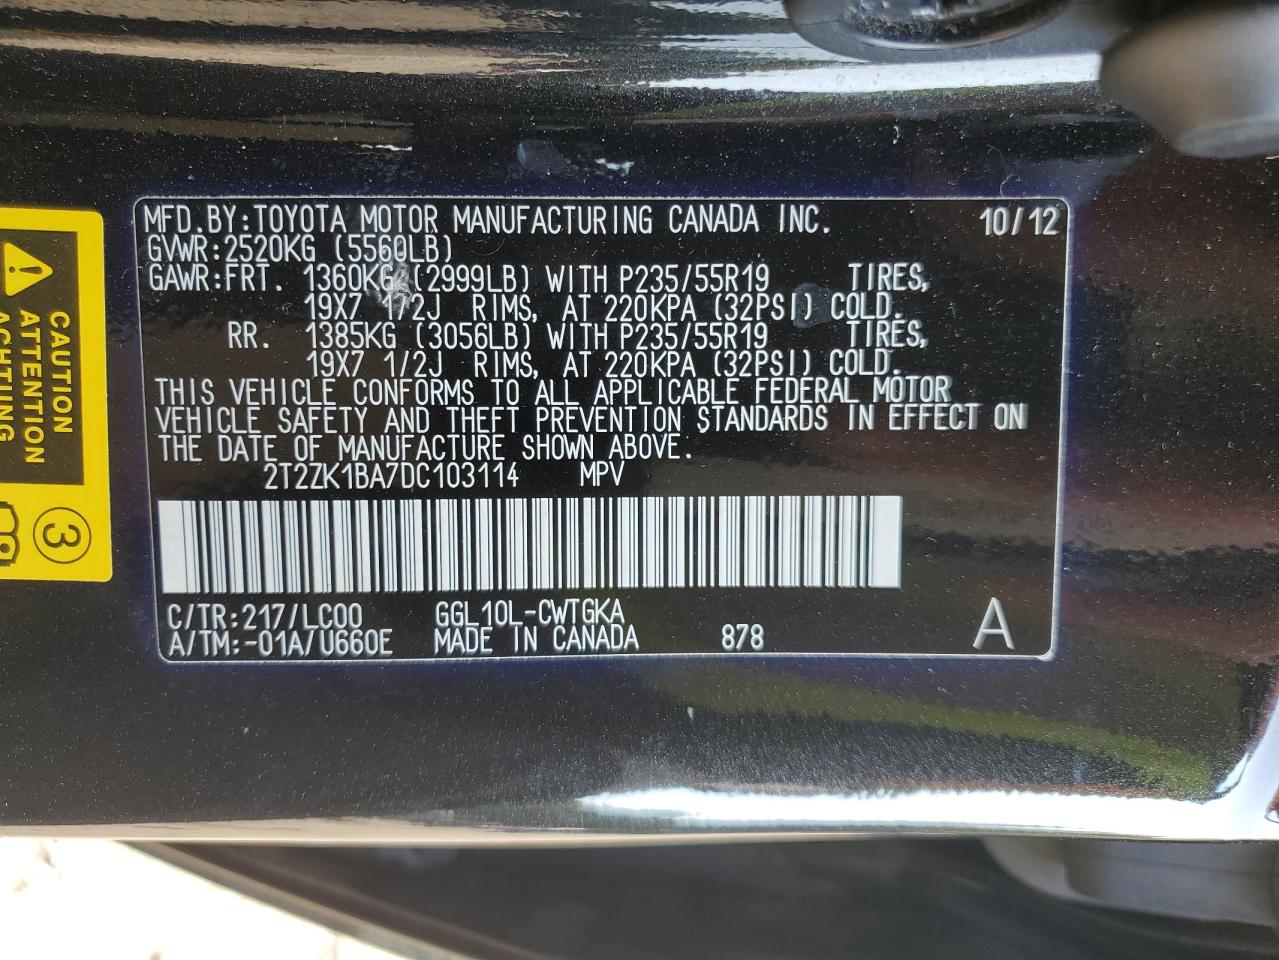 MFD.BY:TOYOTA MOTOR MANUFACTURING CANADA INC. 10/12
GVWR:2520KG (5560LB)
GAWR:FRT. 1360KG (2999LB) WITH P235/55R19 TIRES,
19X7 1/2J RIMS, AT 220KPA (32PSI) COLD.
RR. 1385KG (3056LB) WITH P235/55R19 TIRES,
19X7 1/2J RIMS, AT 220KPA (32PSI) COLD.
THIS VEHICLE CONFORMS TO ALL APPLICABLE FEDERAL MOTOR
VEHICLE SAFETY AND THEFT PREVENTION STANDARDS IN EFFECT ON
THE DATE OF MANUFACTURE SHOWN ABOVE.
2T2ZK1BA7DC103114 MPV
C/TR:217/LC00 GGL10L-CWTGKA
A/TM:-01A/U660E MADE IN CANADA 878 A
CAUTION
ATTENTION
ACHTUNG
3